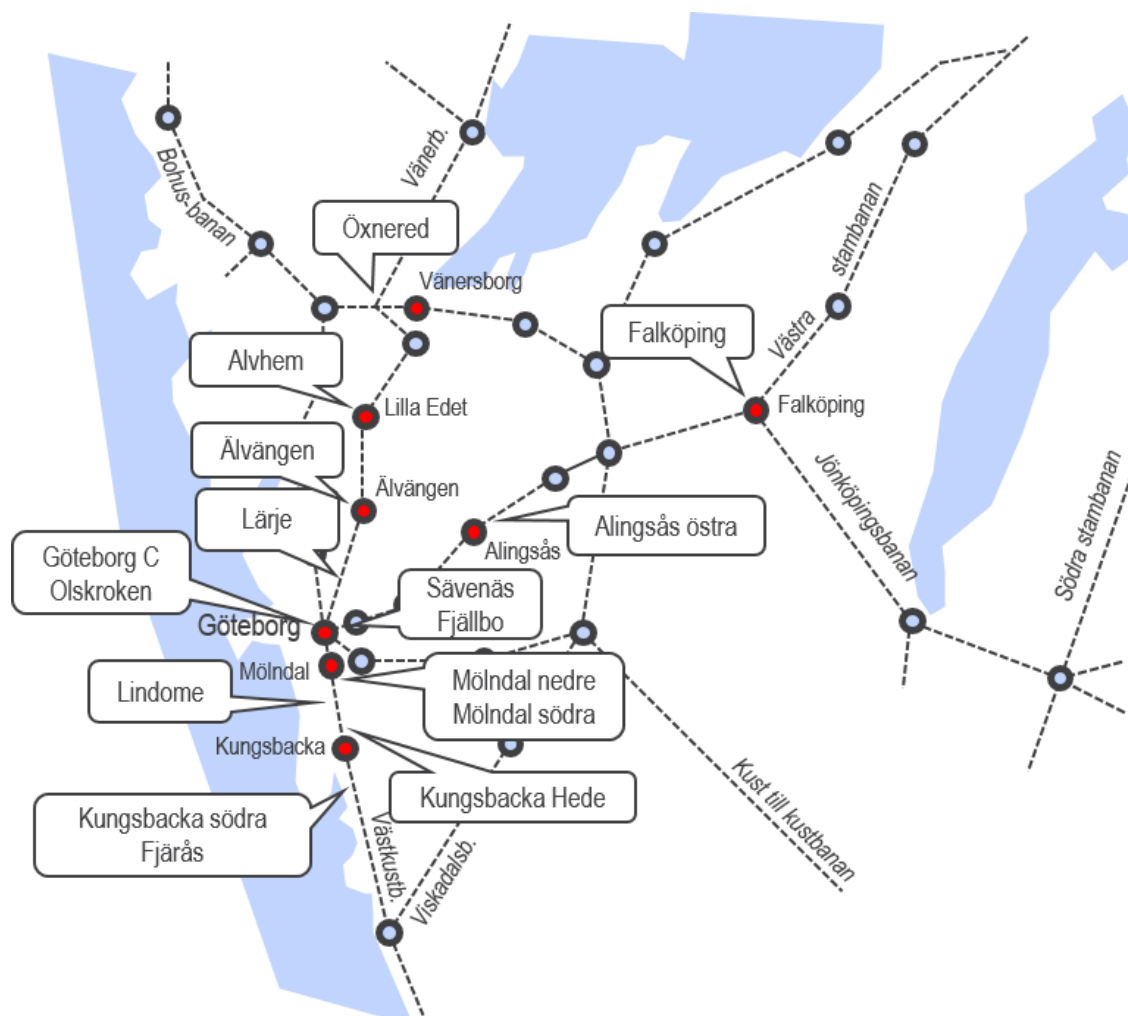 Vänerb.
Bohus-banan
Öxnered
Vänersborg
stambanan
Västra
Falköping
Alvhem
Lilla Edet
Falköping
Älvängen
Älvängen
Jönköpingsbanan
Södra stambanan
Lärje
Alingsås östra
Alingsås
Göteborg C
Olskroken
Sävenäs
Fjällbo
Göteborg
Mölndal
Mölndal nedre
Mölndal södra
Lindome
Kungsbacka
Kungsbacka Hede
Kust till kustbanan
Kungsbacka södra
Fjärås
Västkustb.
Viskadalsb.